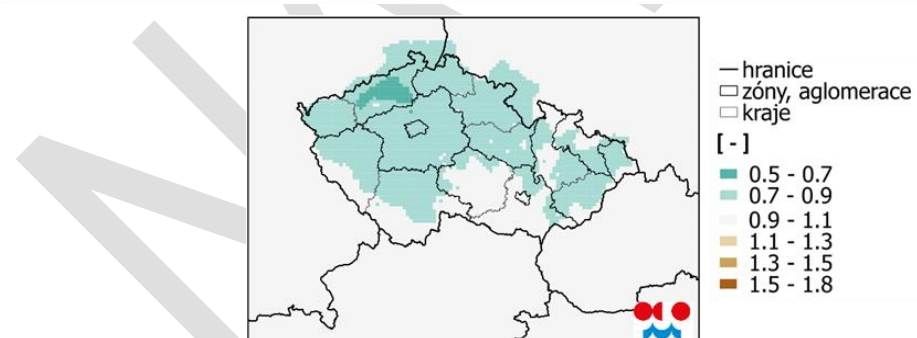 hranice
zóny, aglomerace
kraje
[ - ]
0.5 - 0.7
0.7 - 0.9
0.9 - 1.1
1.1 - 1.3
1.3 - 1.5
1.5 - 1.8